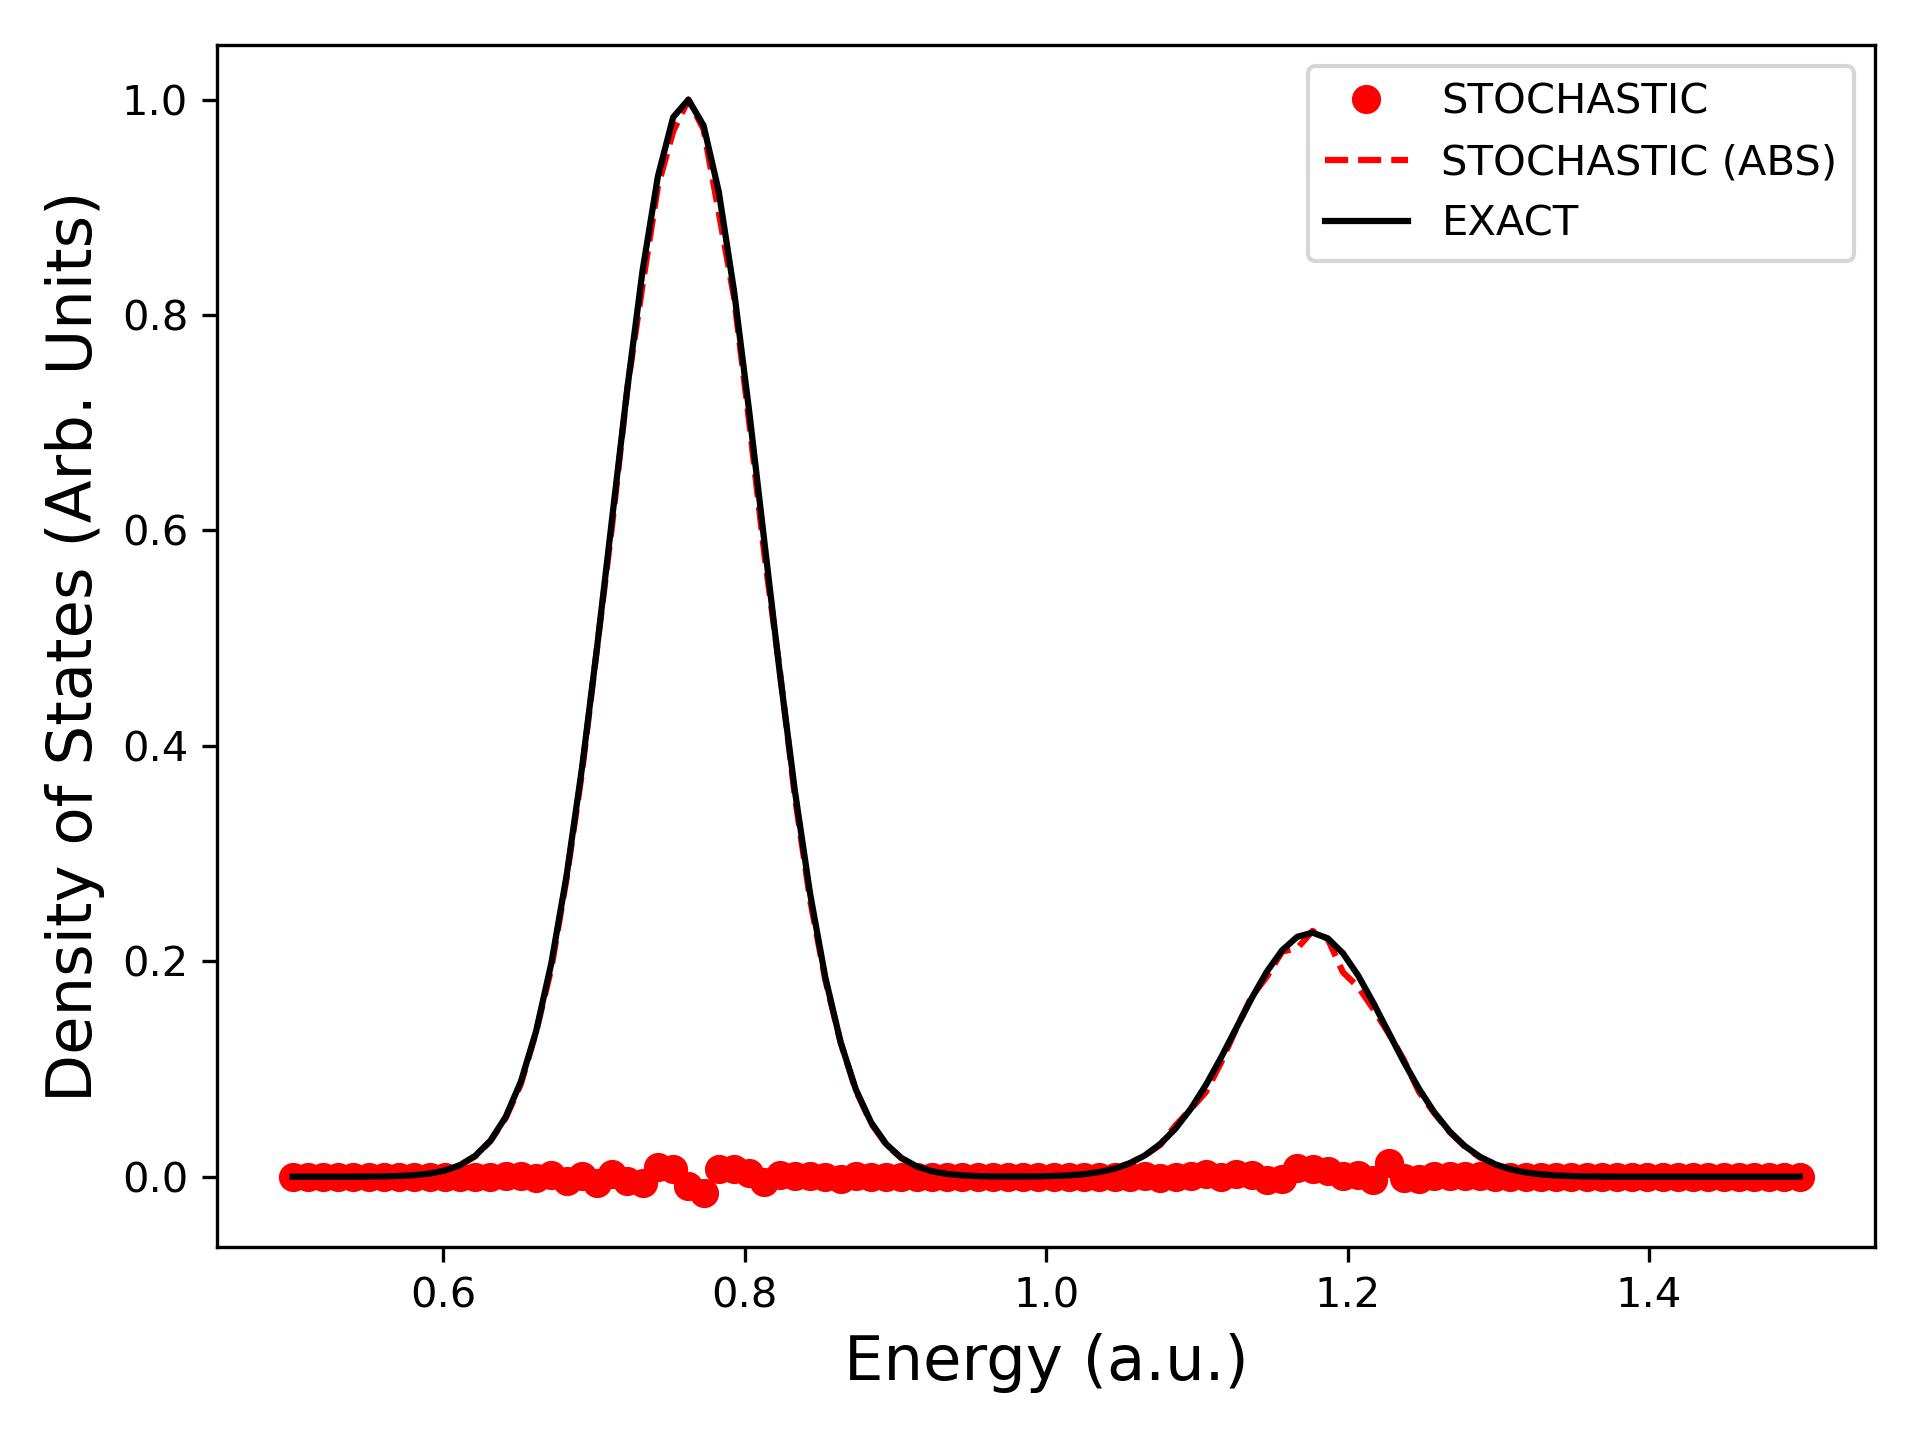 STOCHASTIC
STOCHASTIC (ABS)
EXACT
Density of States (Arb. Units)
1.0
0.8
0.6
0.4
0.2
0.0
0.6 0.8 1.0 1.2 1.4
Energy (a.u.)